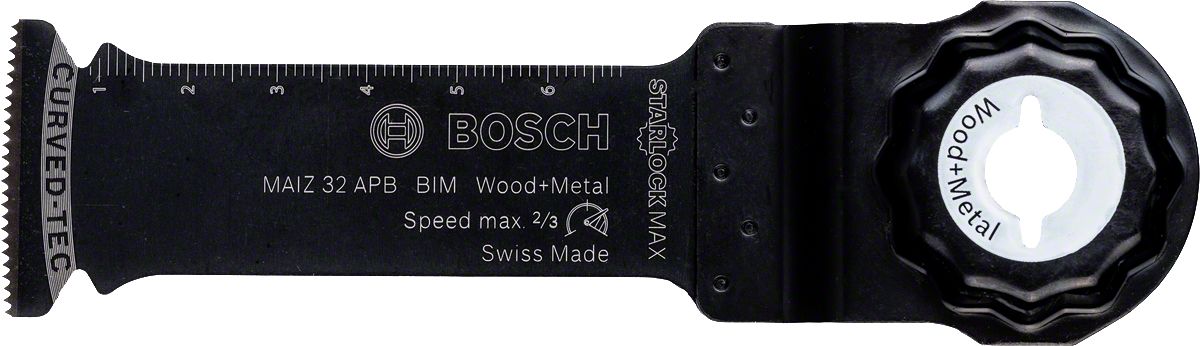 CURVED-TEC
1 2 3 4 5 6
BOSCH
MAIZ 32 APB BIM Wood+Metal
Speed max. 2/3
Swiss Made
STARLOCK MAX
Wood+Metal